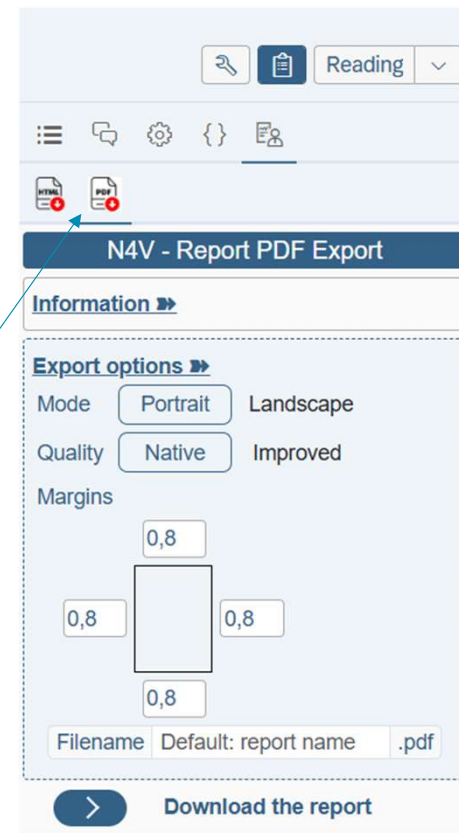 Reading
{ }
HTML PDF
N4V - Report PDF Export
Information
Export options
Mode Portrait Landscape
Quality Native Improved
Margins
0,8
0,8 0,8
0,8
Filename Default: report name .pdf
Download the report